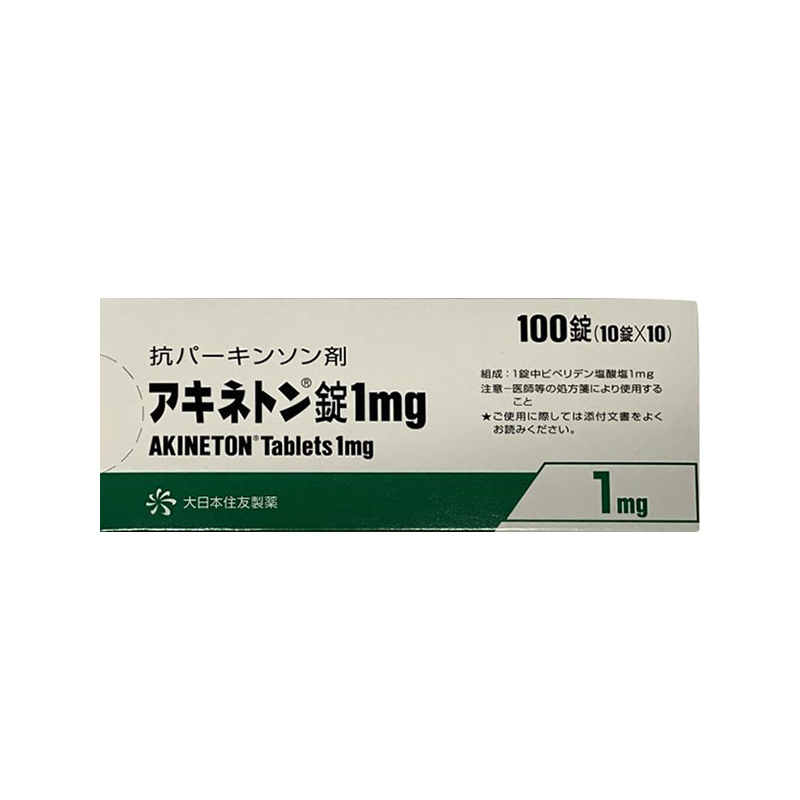 100錠(10錠×10)
抗パーキンソン剤
アキネトン®錠1mg
AKINETON® Tablets 1mg
組成：1錠中ビペリデン塩酸塩1mg
注意－医師等の処方箋により使用する
こと
★ご使用に際しては添付文書をよく
お読みください。
大日本住友製薬
1mg